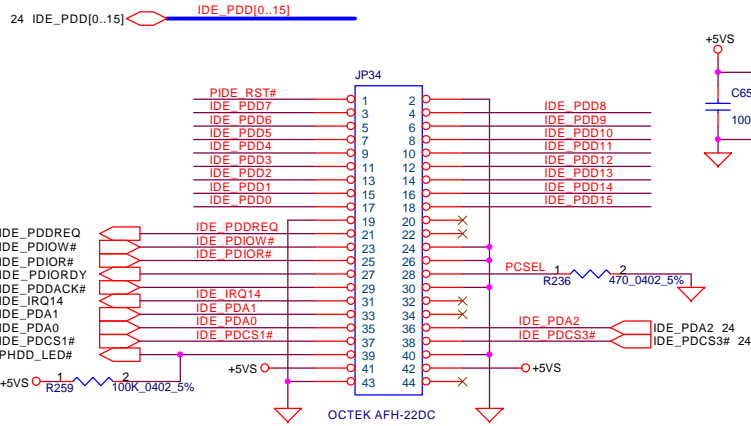 24 IDE_PDD[0..15] IDE_PDD[0..15]
+5VS
JP34
C65
100
PIDE_RST# 1 2
IDE_PDD7 3 4 IDE_PDD8
IDE_PDD6 5 6 IDE_PDD9
IDE_PDD5 7 8 IDE_PDD10
IDE_PDD4 9 10 IDE_PDD11
IDE_PDD3 11 12 IDE_PDD12
IDE_PDD2 13 14 IDE_PDD13
IDE_PDD1 15 16 IDE_PDD14
IDE_PDD0 17 18 IDE_PDD15
19 20
IDE_PDDREQ IDE_PDDREQ 21 22
IDE_PDIOW# IDE_PDIOW# 23 24
IDE_PDIOR# IDE_PDIOR# 25 26
IDE_PDIORDY 27 28 PCSEL 1 2
R236 470_0402_5%
IDE_PDDACK# 29 30
IDE_IRQ14 IDE_IRQ14 31 32
IDE_PDA1 IDE_PDA1 33 34
IDE_PDA0 IDE_PDA0 35 36 IDE_PDA2 IDE_PDA2 24
IDE_PDCS1# IDE_PDCS1# 37 38 IDE_PDCS3# IDE_PDCS3# 24
PHDD_LED# 39 40
+5VS 41 42 +5VS
+5VS 1 2 43 44
R259 100K_0402_5%
OCTEK AFH-22DC